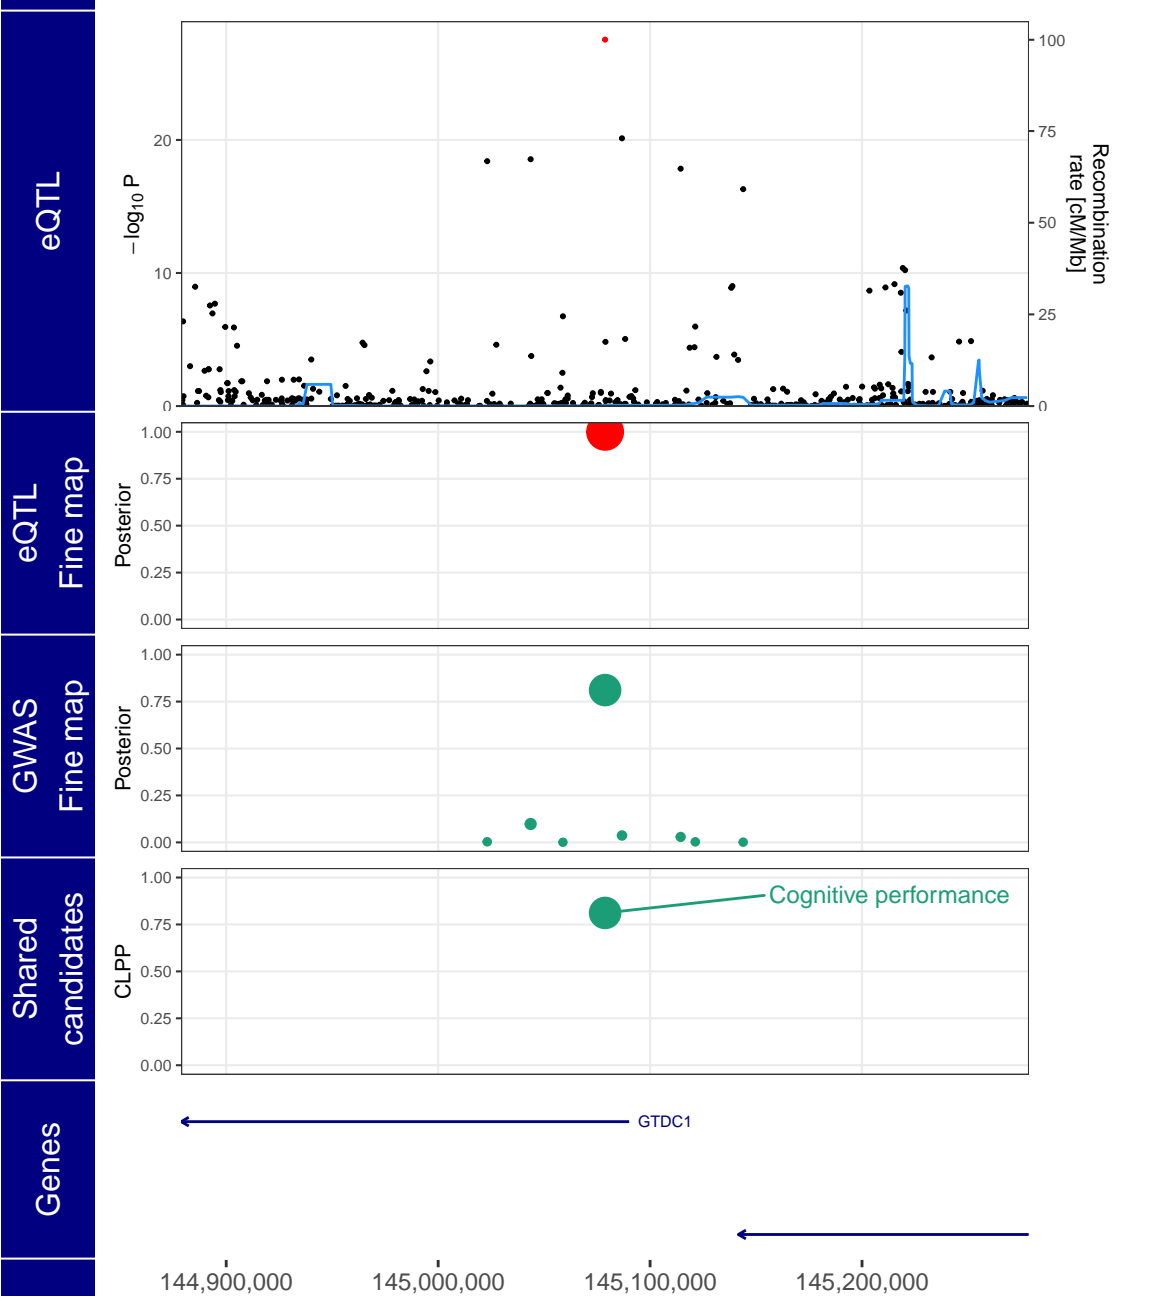 eQTL
−log10 P
20
10
0
100
75
50
25
0
Recombination
rate [cM/Mb]
eQTL
Fine map
Posterior
1.00
0.75
0.50
0.25
0.00
GWAS
Fine map
Posterior
1.00
0.75
0.50
0.25
0.00
Shared
candidates
CLPP
1.00
0.75
0.50
0.25
0.00
Cognitive performance
Genes
GTDC1
144,900,000
145,000,000
145,100,000
145,200,000